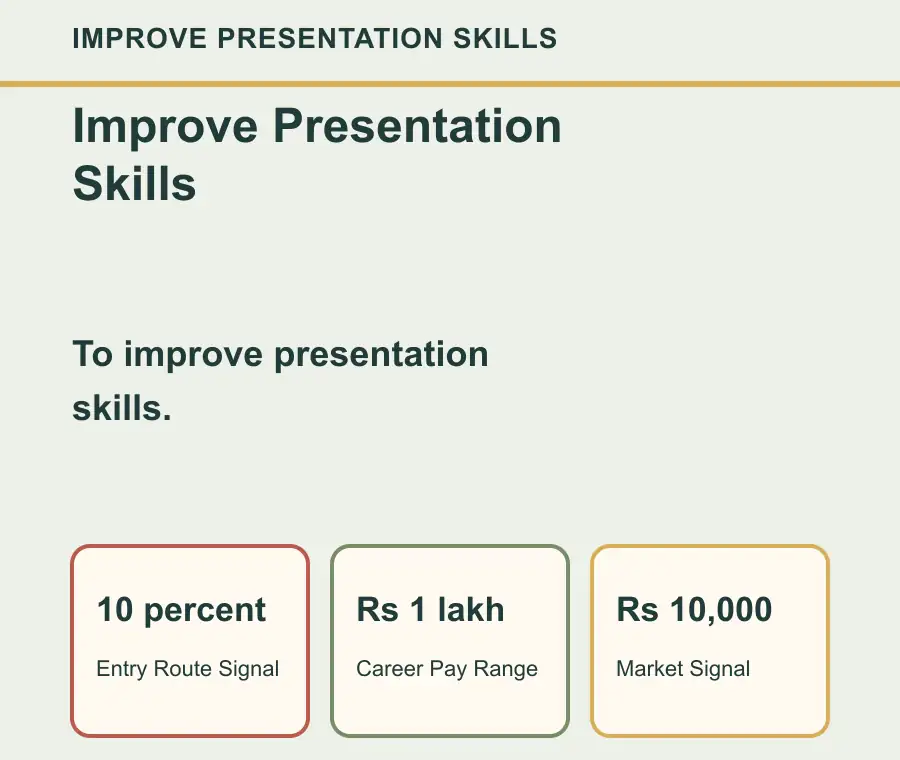 IMPROVE PRESENTATION SKILLS
Improve Presentation
Skills
To improve presentation
skills.
10 percent
Entry Route Signal
Rs 1 lakh
Career Pay Range
Rs 10,000
Market Signal